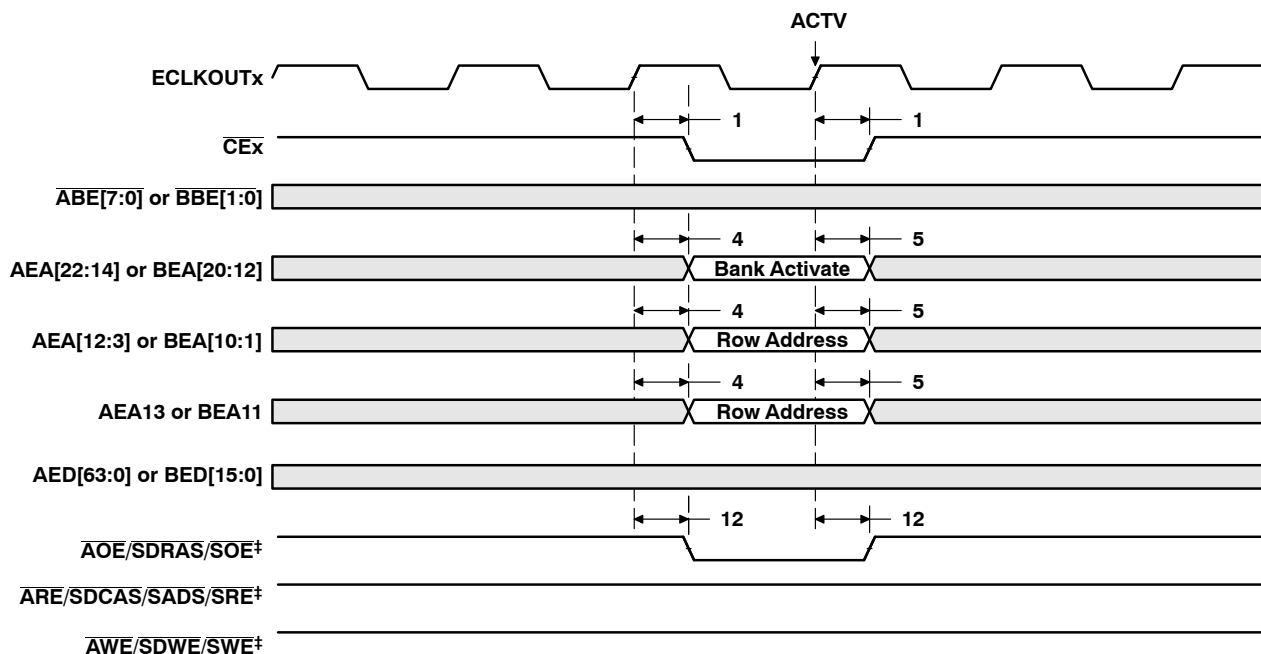 ACTV
ECLKOUTx
1 1
CEx
ABE[7:0] or BBE[1:0]
4 5
AEA[22:14] or BEA[20:12] Bank Activate
4 5
AEA[12:3] or BEA[10:1] Row Address
4 5
AEA13 or BEA11 Row Address
AED[63:0] or BED[15:0]
12 12
AOE/SDRAS/SOE‡
ARE/SDCAS/SADS/SRE‡
AWE/SDWE/SWE‡